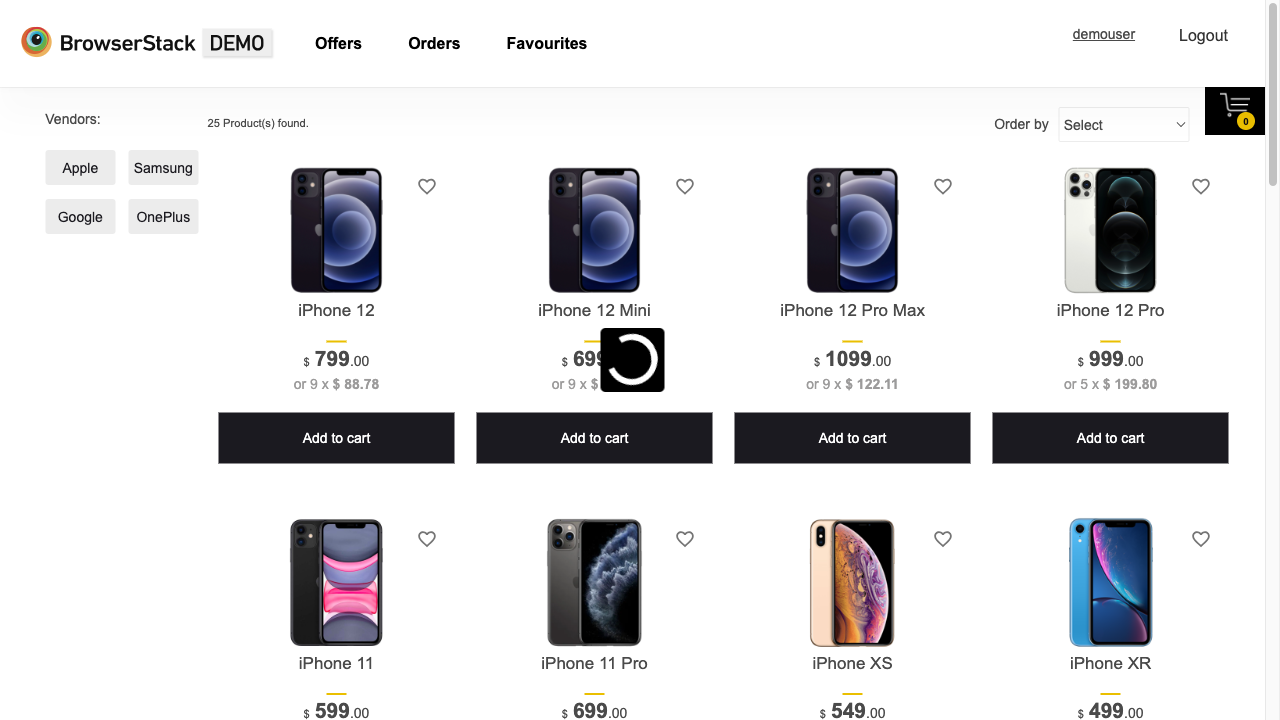 BrowserStack DEMO
Offers
Orders
Favourites
demouser
Logout
0
Vendors:
Apple
Samsung
Google
OnePlus
25 Product(s) found.
Order by
Select
iPhone 12
$ 799.00
or 9 x $ 88.78
Add to cart
iPhone 12 Mini
$ 699
or 9 x $
Add to cart
iPhone 12 Pro Max
$ 1099.00
or 9 x $ 122.11
Add to cart
iPhone 12 Pro
$ 999.00
or 5 x $ 199.80
Add to cart
iPhone 11
$ 599.00
iPhone 11 Pro
$ 699.00
iPhone XS
$ 549.00
iPhone XR
$ 499.00